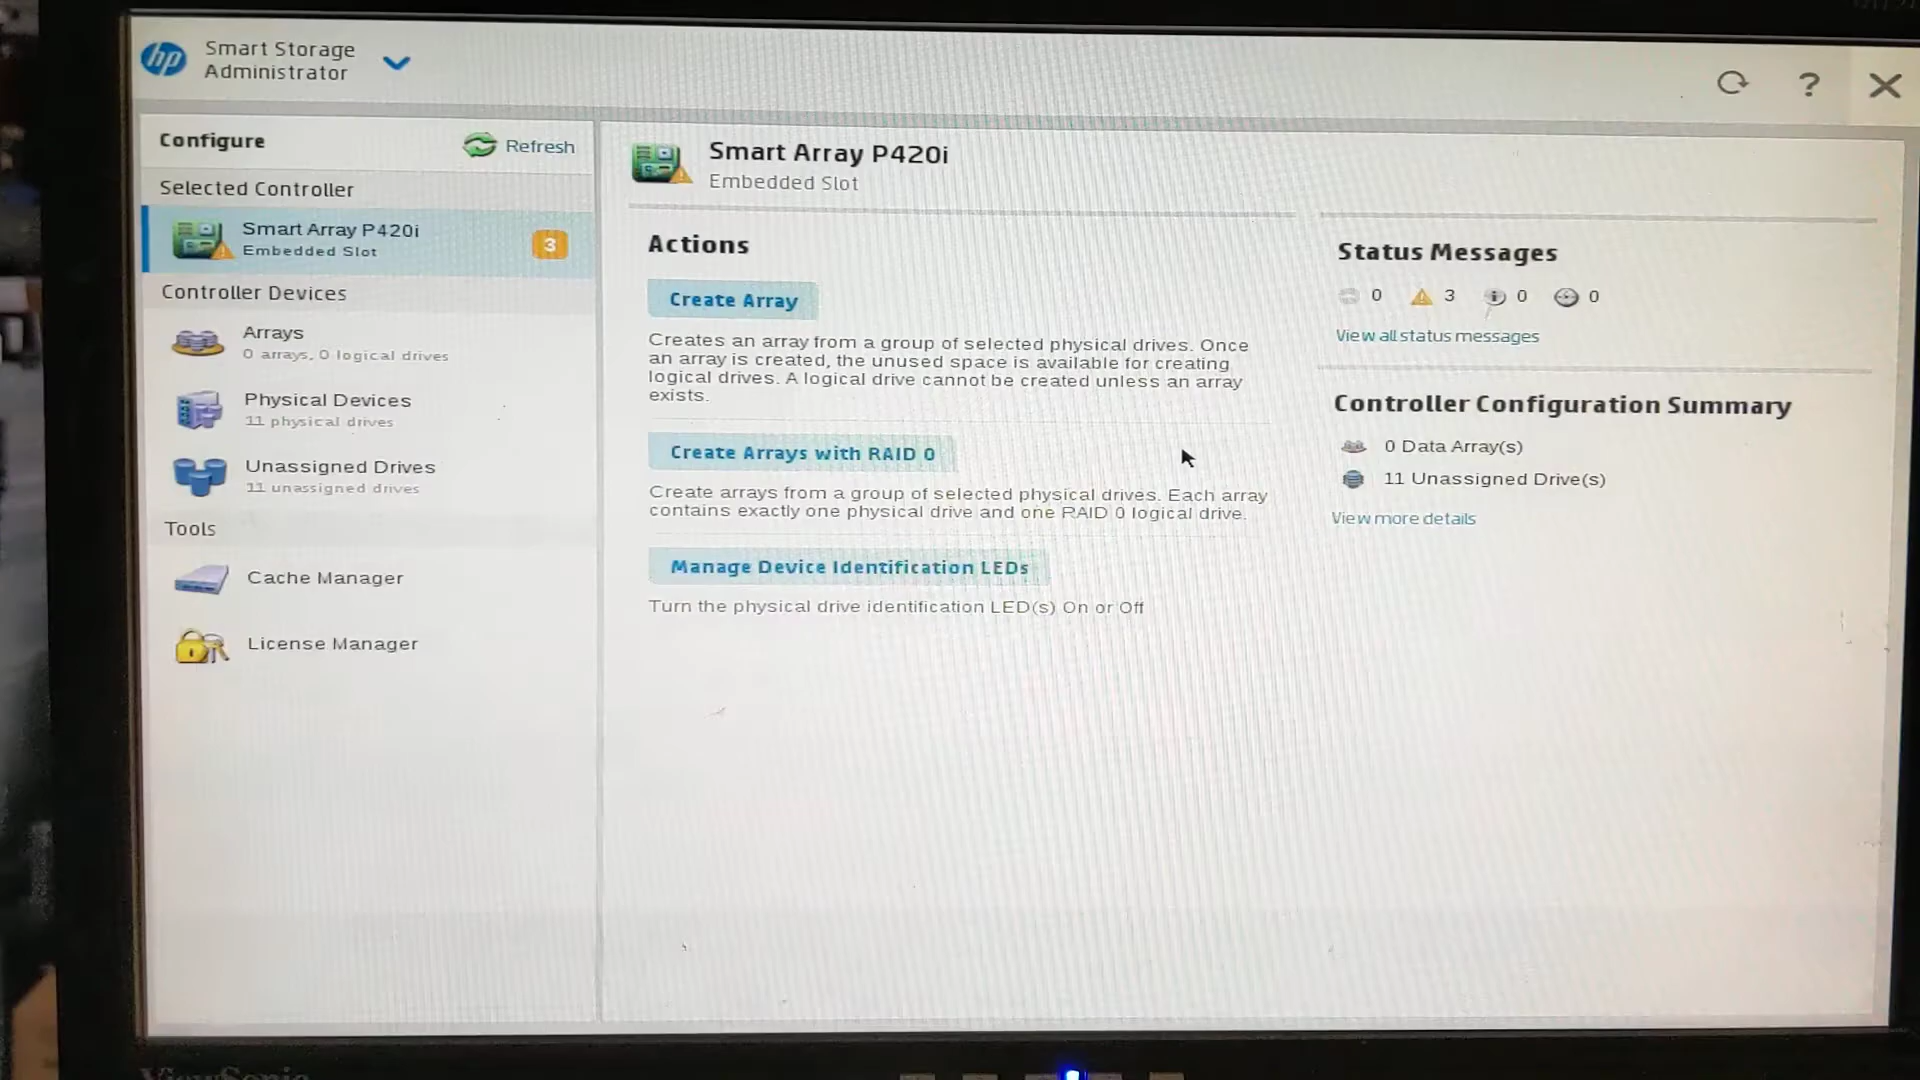 hp
Smart Storage
Administrator
?
Configure
Refresh
Selected Controller
Smart Array P420i
Embedded Slot
3
Controller Devices
Arrays
0 arrays, 0 logical drives
Physical Devices
11 physical drives
Unassigned Drives
11 unassigned drives
Tools
Cache Manager
License Manager
Smart Array P420i
Embedded Slot
Actions
Create Array
Creates an array from a group of selected physical drives. Once
an array is created, the unused space is available for creating
logical drives. A logical drive cannot be created unless an array
exists.
Create Arrays with RAID 0
Create arrays from a group of selected physical drives. Each array
contains exactly one physical drive and one RAID 0 logical drive.
Manage Device Identification LEDs
Turn the physical drive identification LED(s) On or Off
Status Messages
0 3 0 0
View all status messages
Controller Configuration Summary
0 Data Array(s)
11 Unassigned Drive(s)
View more details
ViewSonic